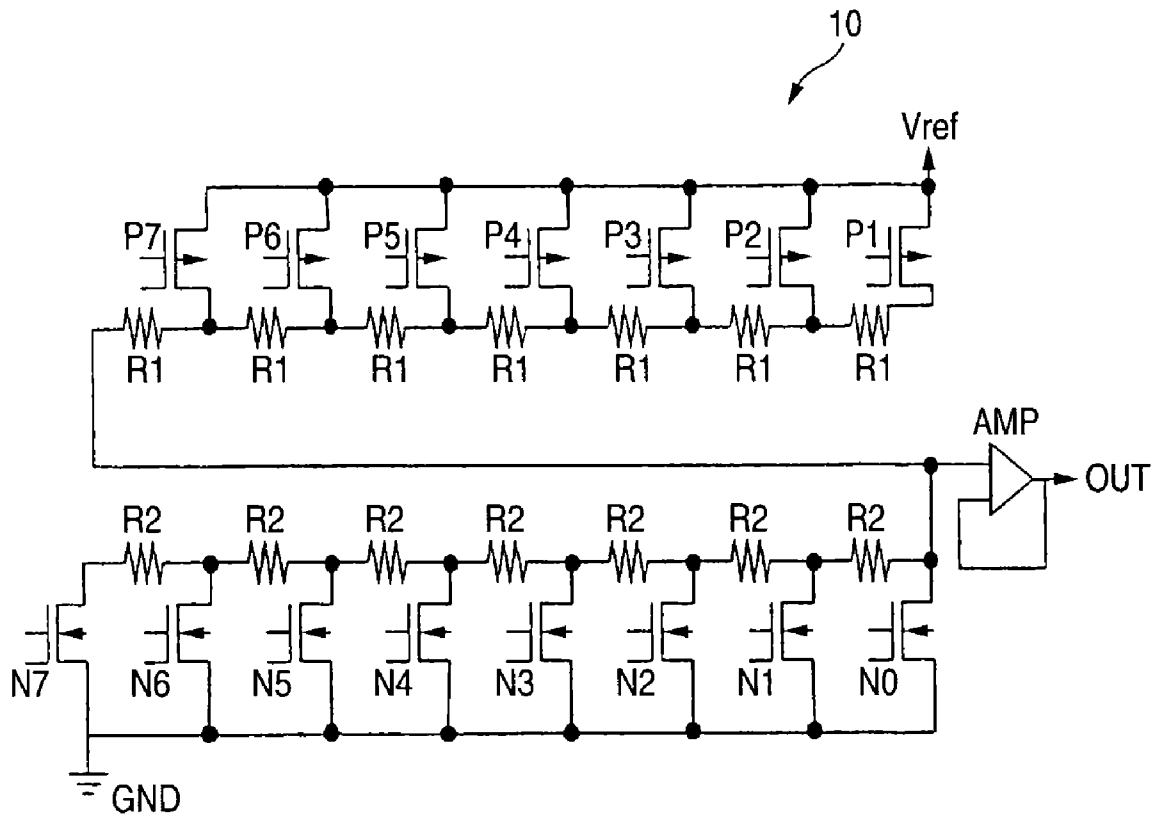 10
Vref
P7 P6 P5 P4 P3 P2 P1
R1 R1 R1 R1 R1 R1 R1
AMP
OUT
R2 R2 R2 R2 R2 R2 R2
N7 N6 N5 N4 N3 N2 N1 N0
GND